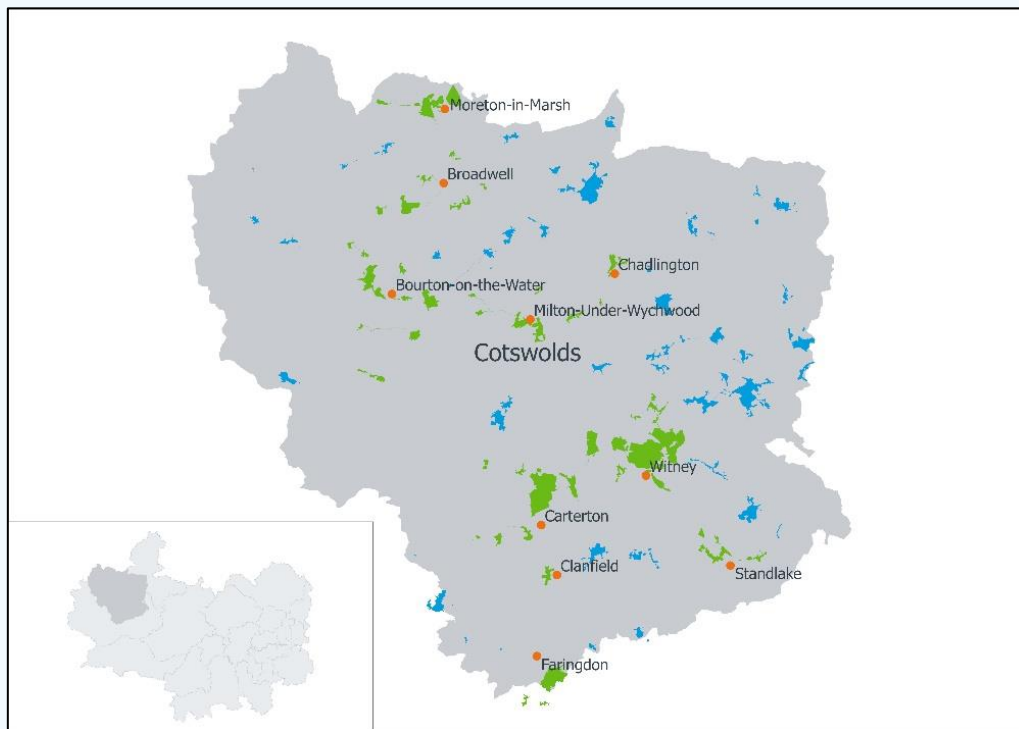 Moreton-in-Marsh
Broadwell
Chadlington
Bourton-on-the-Water
Milton-Under-Wychwood
Cotswolds
Witney
Carterton
Clanfield
Standlake
Faringdon